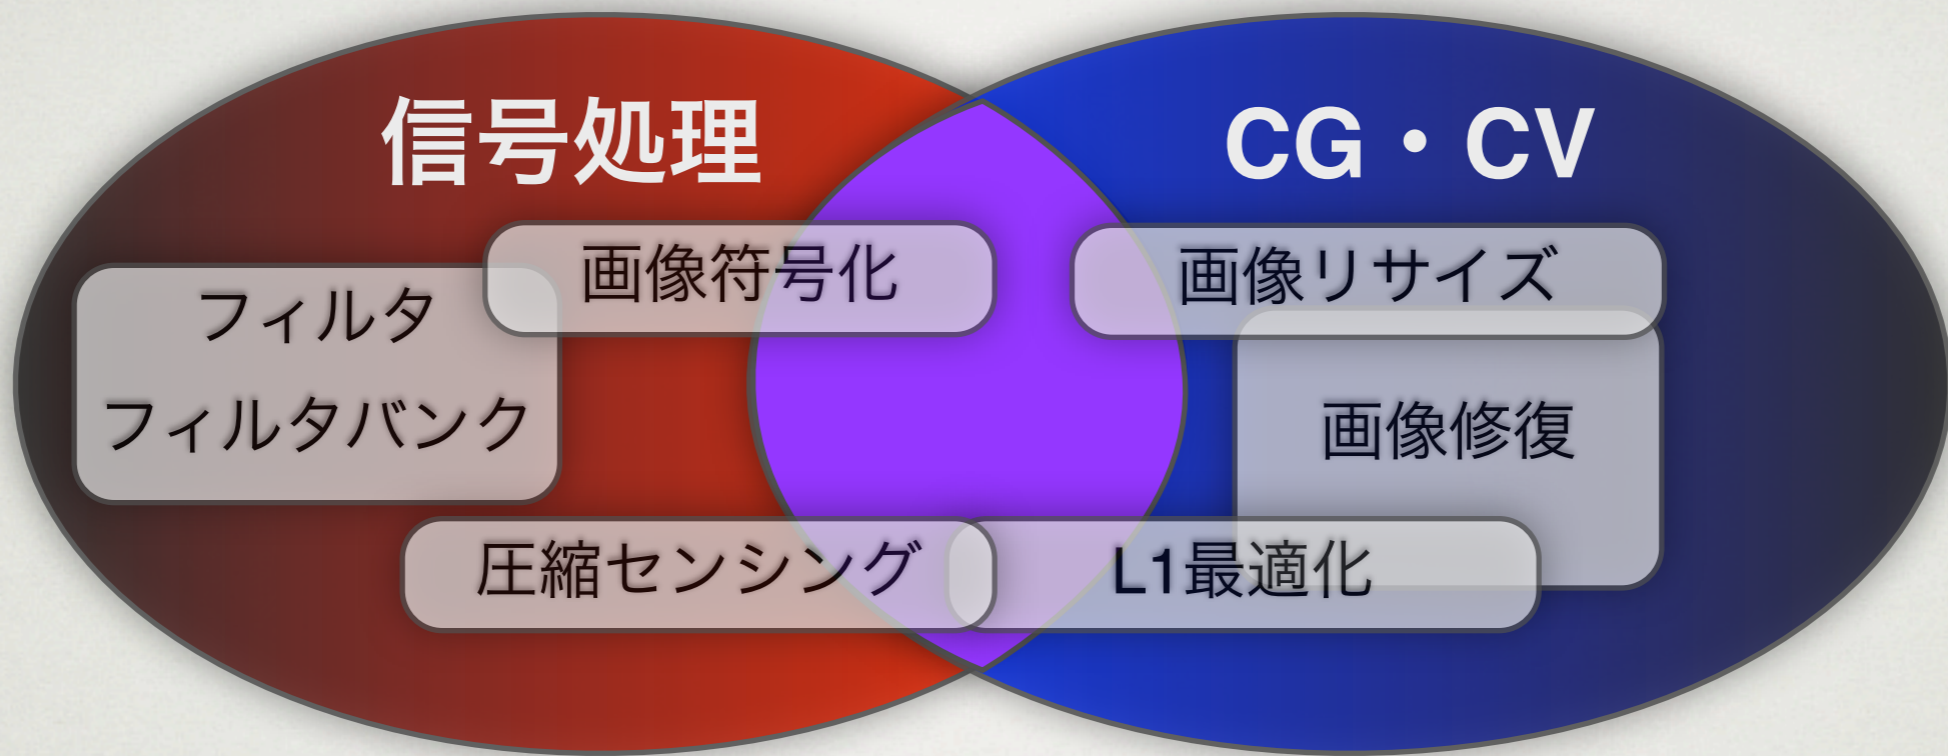 信号処理
CG・CV
画像符号化
画像リサイズ
フィルタ
フィルタバンク
画像修復
圧縮センシング
L1最適化